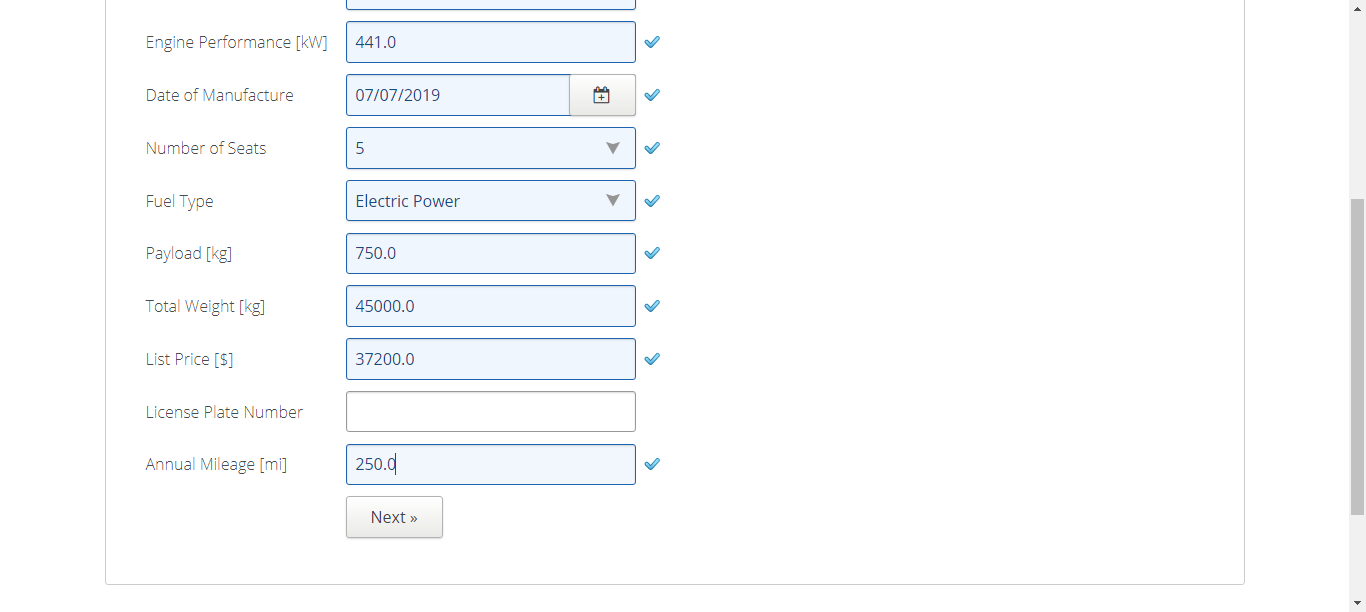 Engine Performance [kW] 441.0
Date of Manufacture 07/07/2019
Number of Seats 5
Fuel Type Electric Power
Payload [kg] 750.0
Total Weight [kg] 45000.0
List Price [$] 37200.0
License Plate Number
Annual Mileage [mi] 250.0
Next »